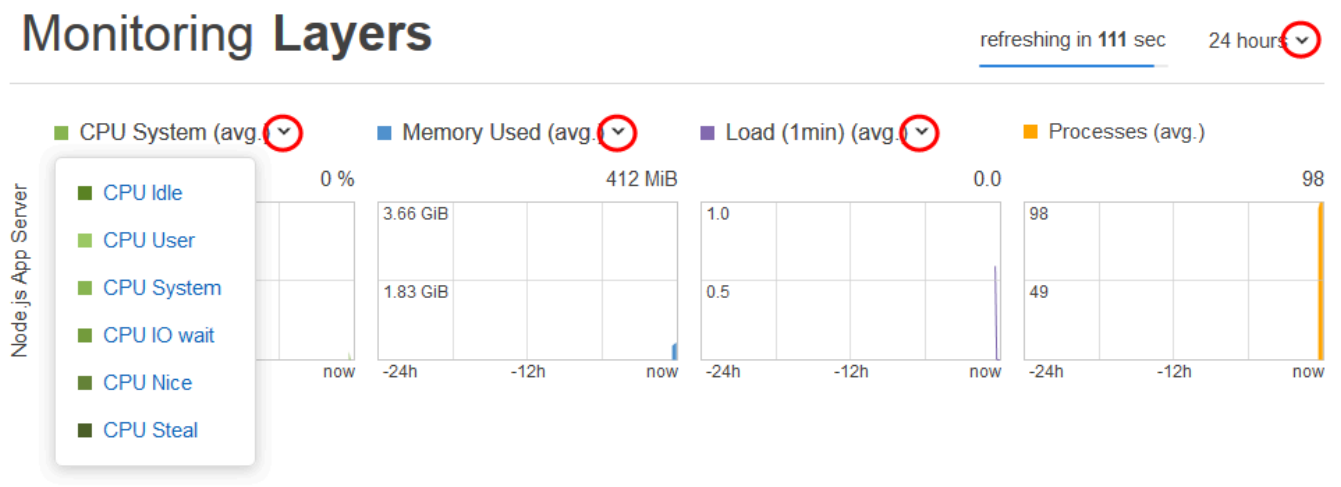 Monitoring Layers
refreshing in 111 sec
24 hours
CPU System (avg.)
Memory Used (avg.)
Load (1min) (avg.)
Processes (avg.)
Node.js App Server
CPU Idle
CPU User
CPU System
CPU IO wait
CPU Nice
CPU Steal
0 %
now
412 MiB
3.66 GiB
1.83 GiB
-24h -12h now
0.0
1.0
0.5
-24h -12h now
98
98
49
-24h -12h now